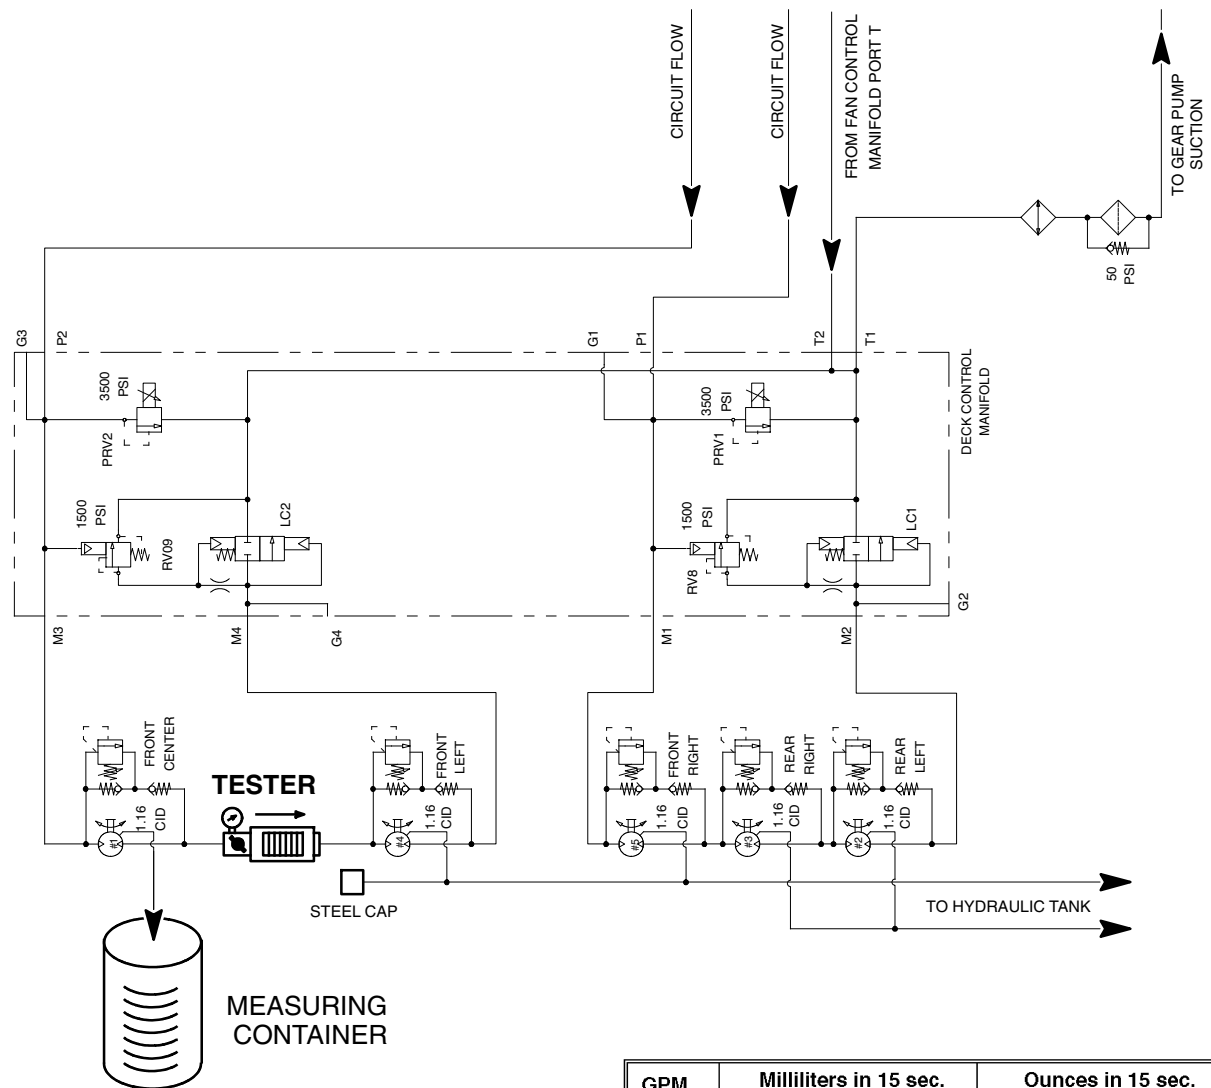 CIRCUIT FLOW
CIRCUIT FLOW
FROM FAN CONTROL
MANIFOLD PORT T
TO GEAR PUMP
SUCTION
50
PSI
G3
P2
G1
P1
T2
T1
3500
PSI
PRV2
3500
PSI
PRV1
DECK CONTROL
MANIFOLD
1500
PSI
RV09
LC2
1500
PSI
RV8
LC1
M3
M4
G4
M1
M2
G2
FRONT
CENTER
1.16
CID
#1
TESTER
FRONT
LEFT
1.16
CID
#4
FRONT
RIGHT
1.16
CID
#5
REAR
RIGHT
1.16
CID
#3
REAR
LEFT
1.16
CID
#2
STEEL CAP
TO HYDRAULIC TANK
MEASURING
CONTAINER
GPM
Milliliters in 15 sec.
Ounces in 15 sec.